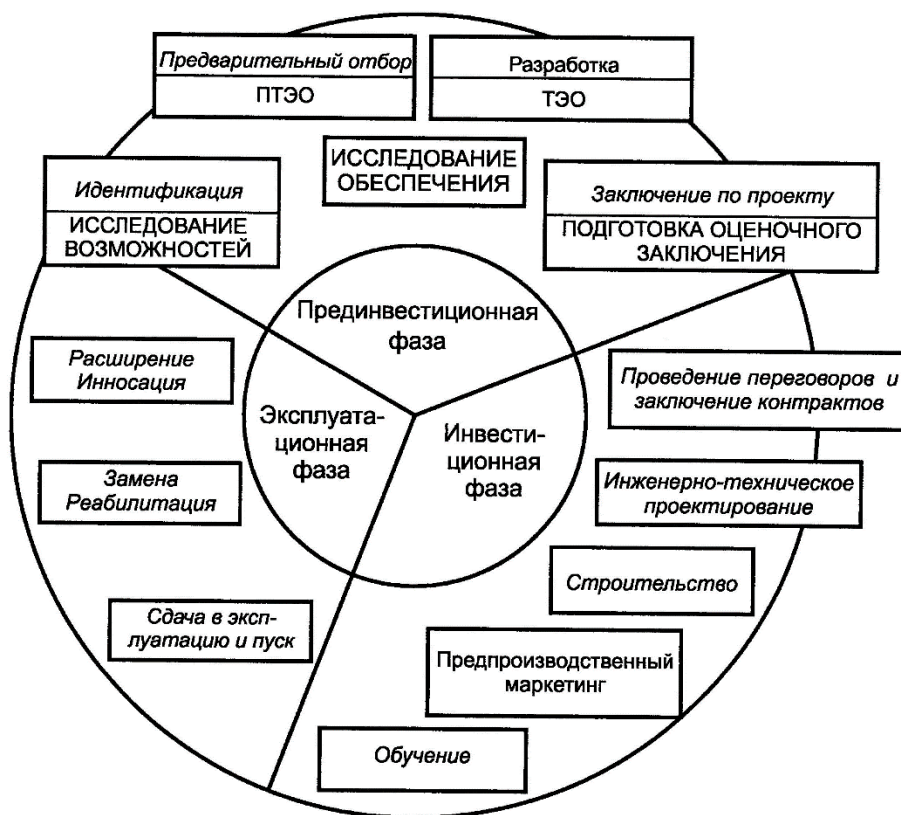 Предварительный отбор
ПТЭО
Разработка
ТЭО
ИССЛЕДОВАНИЕ
ОБЕСПЕЧЕНИЯ
Идентификация
ИССЛЕДОВАНИЕ
ВОЗМОЖНОСТЕЙ
Заключение по проекту
ПОДГОТОВКА ОЦЕНОЧНОГО
ЗАКЛЮЧЕНИЯ
Прединвестиционная
фаза
Эксплуата-
ционная
фаза
Инвести-
ционная
фаза
Расширение
Инносация
Замена
Реабилитация
Сдача в эксп-
луатацию и пуск
Проведение переговоров и
заключение контрактов
Инженерно-техническое
проектирование
Строительство
Предпроизводственный
маркетинг
Обучение